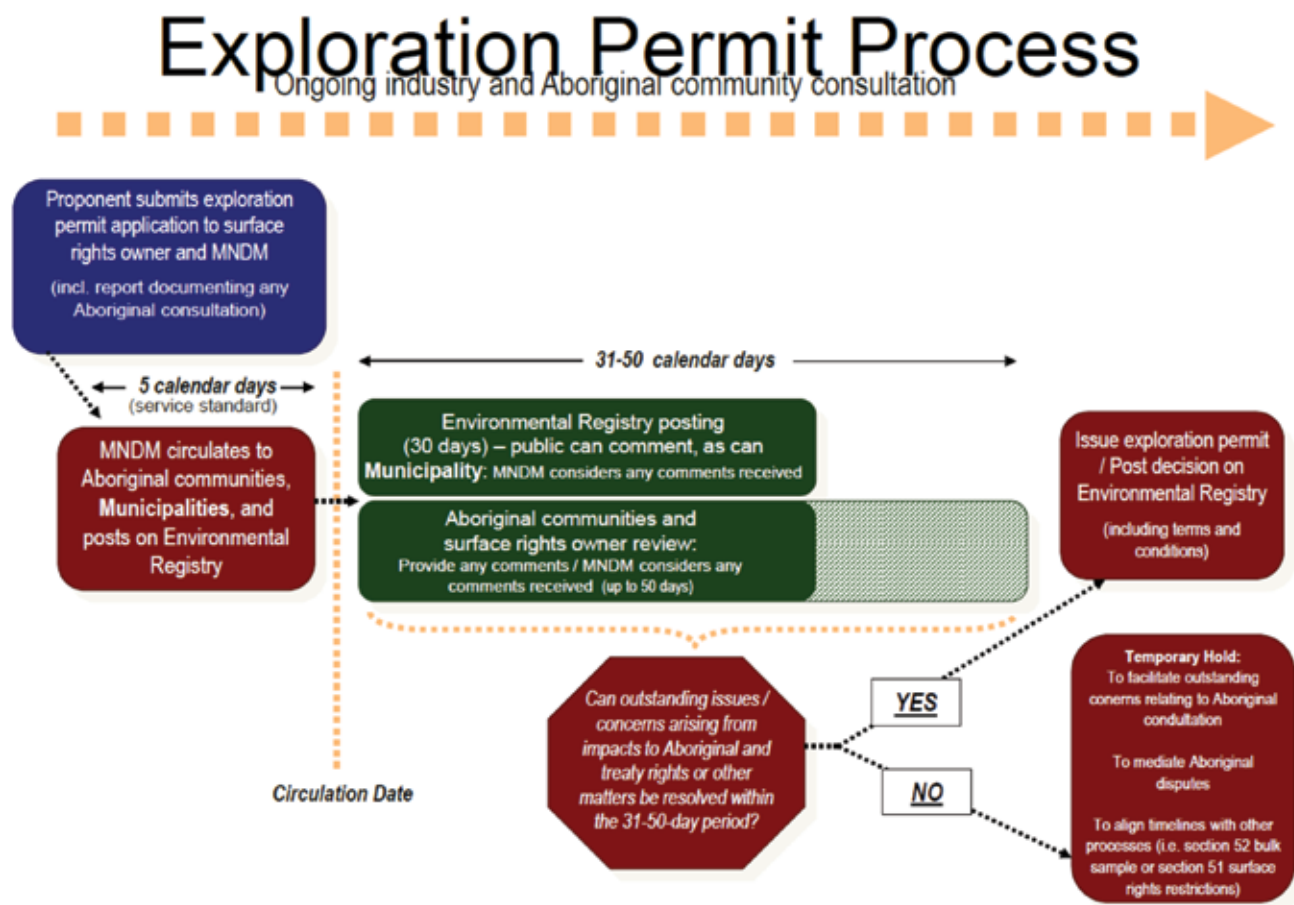 Exploration Permit Process
Ongoing industry and Aboriginal community consultation
Proponent submits exploration
permit application to surface
rights owner and MNDM
(incl. report documenting any
Aboriginal consultation)
5 calendar days
(service standard)
31-50 calendar days
MNDM circulates to
Aboriginal communities,
Municipalities, and
posts on Environmental
Registry
Environmental Registry posting
(30 days) – public can comment, as can
Municipality: MNDM considers any comments received
Aboriginal communities and
surface rights owner review:
Provide any comments / MNDM considers any
comments received (up to 50 days)
Issue exploration permit
/ Post decision on
Environmental Registry
(including terms and
conditions)
Circulation Date
Can outstanding issues /
concerns arising from
impacts to Aboriginal and
treaty rights or other
matters be resolved within
the 31-50-day period?
YES
NO
Temporary Hold:
To facilitate outstanding
conerns relating to Aboriginal
condultation
To mediate Aboriginal
disputes
To align timelines with other
processes (i.e. section 52 bulk
sample or section 51 surface
rights restrictions)